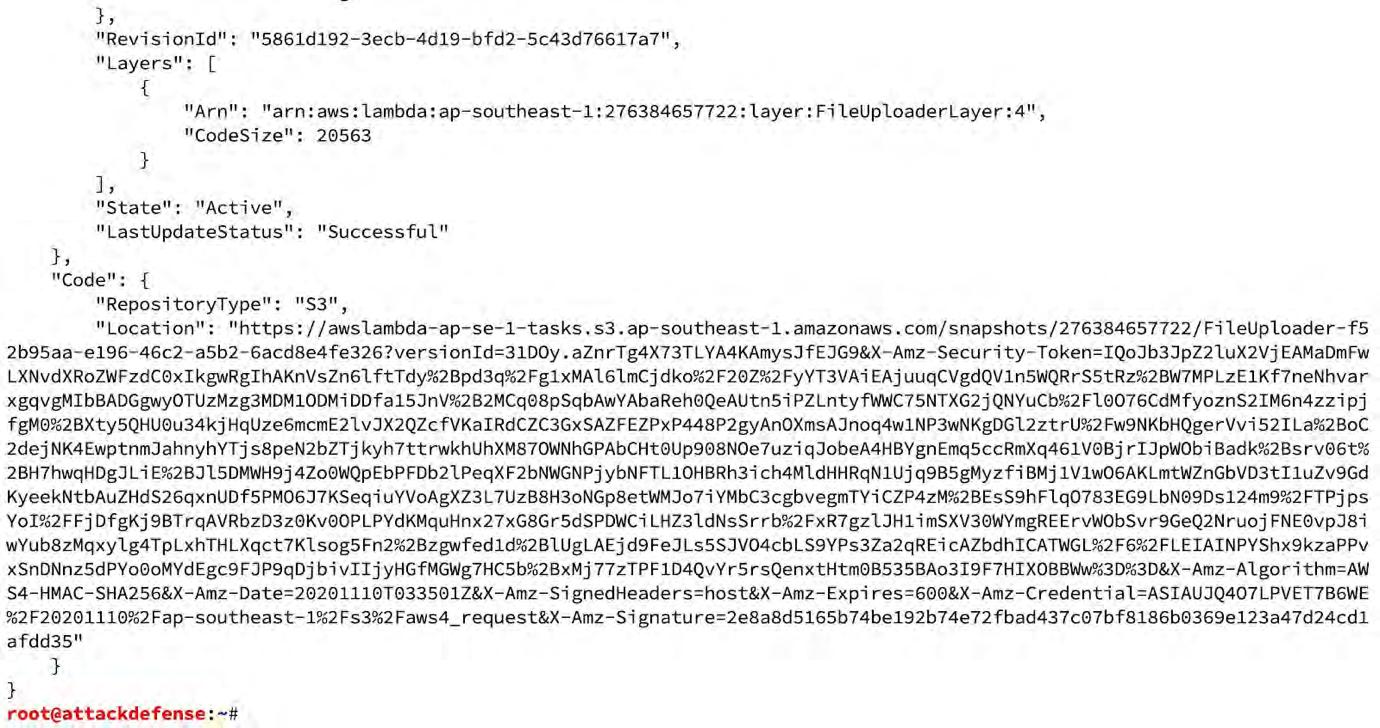 },
"RevisionId": "5861d192-3ecb-4d19-bfd2-5c43d76617a7",
"Layers": [
{
"Arn": "arn:aws:lambda:ap-southeast-1:276384657722:layer:FileUploaderLayer:4",
"CodeSize": 20563
}
],
"State": "Active",
"LastUpdateStatus": "Successful"
},
"Code": {
"RepositoryType": "S3",
"Location": "https://awslambda-ap-se-1-tasks.s3.ap-southeast-1.amazonaws.com/snapshots/276384657722/FileUploader-f5
2b95aa-e196-46c2-a5b2-6acd8e4fe326?versionId=31DOy.aZnrTg4X73TLYA4KAmysJfEJG9&X-Amz-Security-Token=IQoJb3JpZ2luX2VjEAMaDmFw
LXNvdXRoZWFzdC0xIkgwRgIhAKnVsZn6lftTdy%2Bpd3q%2Fg1xMAl6lmCjdko%2F20Z%2FyYT3VAiEAjuuqCVgdQV1n5WQRrS5tRz%2BW7MPLzE1Kf7neNhvar
xgqvgMIbBADGgwyOTUzMzg3MDM1ODMiDDfa15JnV%2B2MCq08pSqbAwYAbaReh0QeAUtn5iPZLntyfWWC75NTXG2jQNYuCb%2Fl0O76CdMfyoznS2IM6n4zzipj
fgM0%2BXty5QHU0u34kjHqUze6mcmE2lvJX2QZcfVKaIRdCZC3GxSAZFEZPxP448P2gyAnOXmsAJnoq4w1NP3wNKgDGl2ztrU%2Fw9NKbHQgerVvi52ILa%2BoC
2dejNK4EwptnmJahnyhYTjs8peN2bZTjkyh7ttrwkhUhXM87OWNhGPAbCHt0Up908NOe7uziqJobeA4HBYgnEmq5ccRmXq461V0BjrIJpWObiBadk%2Bsrv06t%
2BH7hwqHDgJLiE%2BJl5DMWH9j4Zo0WQpEbPFDb2lPeqXF2bNWGNPjybNFTL1OHBRh3ich4MldHHRqN1Ujq9B5gMyzfiBMj1V1wO6AKLmtWZnGbVD3tI1uZv9Gd
KyeekNtbAuZHdS26qxnUDf5PMO6J7KSeqiuYVoAgXZ3L7UzB8H3oNGp8etWMJo7iYMbC3cgbvegmTYiCZP4zM%2BEsS9hFlqO783EG9LbN09Ds124m9%2FTPjps
YoI%2FFjDfgKj9BTrqAVRbzD3z0Kv0OPLPYdKMquHnx27xG8Gr5dSPDWCiLHZ3ldNsSrrb%2FxR7gzlJH1imSXV30WYmgREErvWObSvr9GeQ2NruojFNE0vpJ8i
wYub8zMqxylg4TpLxhTHLXqct7Klsog5Fn2%2Bzgwfed1d%2BlUgLAEjd9FeJLs5SJVO4cbLS9YPs3Za2qREicAZbdhICATWGL%2F6%2FLEIAINPYShx9kzaPPv
xSnDNnz5dPYo0oMYdEgc9FJP9qDjbivIIjyHGfMGWg7HC5b%2BxMj77zTPF1D4QvYr5rsQenxtHtm0B535BAo3I9F7HIXOBBWw%3D%3D&X-Amz-Algorithm=AW
S4-HMAC-SHA256&X-Amz-Date=20201110T033501Z&X-Amz-SignedHeaders=host&X-Amz-Expires=600&X-Amz-Credential=ASIAUJQ4O7LPVET7B6WE
%2F20201110%2Fap-southeast-1%2Fs3%2Faws4_request&X-Amz-Signature=2e8a8d5165b74be192b74e72fbad437c07bf8186b0369e123a47d24cd1
afdd35"
}
}
root@attackdefense:~#